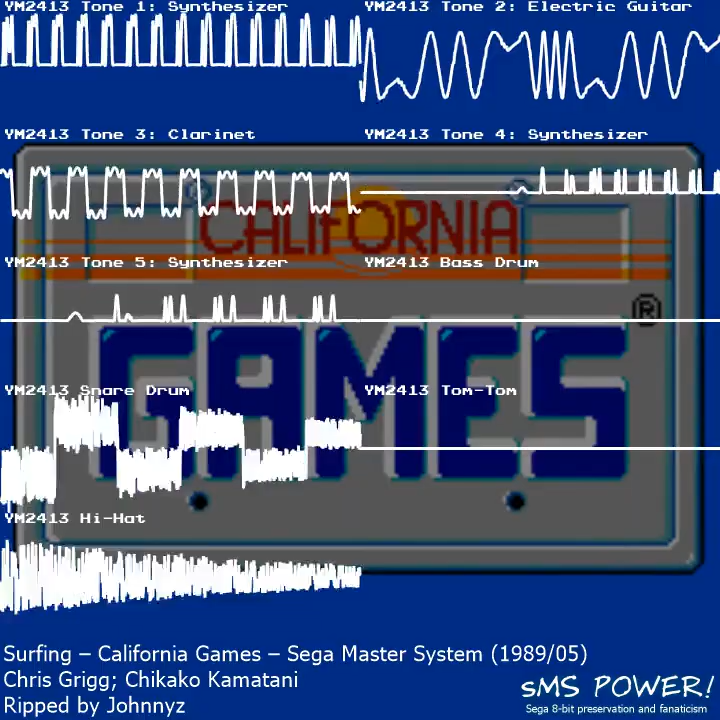 YM2413 Tone 1: Synthesizer
YM2413 Tone 2: Electric Guitar
YM2413 Tone 3: Clarinet
YM2413 Tone 4: Synthesizer
CALIFORNIA
YM2413 Tone 5: Synthesizer
YM2413 Bass Drum
®
GAMES
YM2413 Snare Drum
YM2413 Tom-Tom
YM2413 Hi-Hat
Surfing – California Games – Sega Master System (1989/05)
Chris Grigg; Chikako Kamatani
Ripped by Johnnyz
SMS POWER!
Sega 8-bit preservation and fanaticism